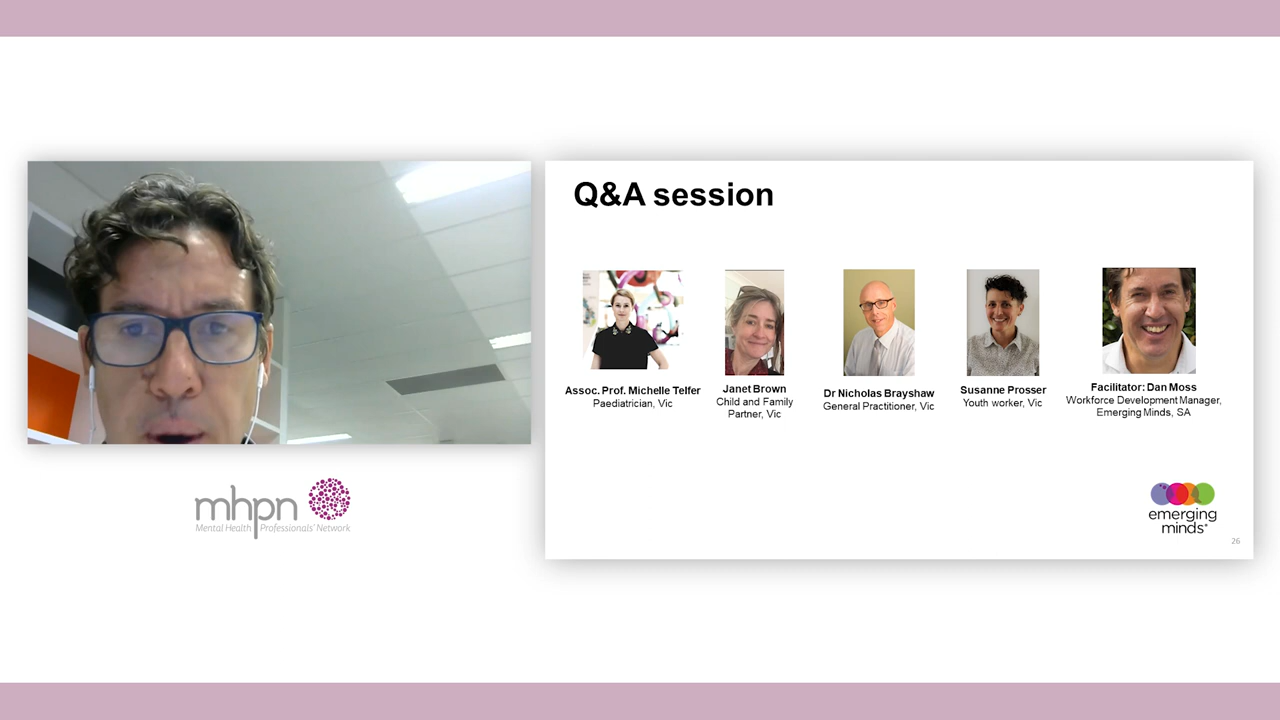 Q&A session
Assoc. Prof. Michelle Telfer
Paediatrician, Vic
Janet Brown
Child and Family
Partner, Vic
Dr Nicholas Brayshaw
General Practitioner, Vic
Susanne Prosser
Youth worker, Vic
Facilitator: Dan Moss
Workforce Development Manager,
Emerging Minds, SA
mhpn
Mental Health Professionals' Network
emerging
minds
26